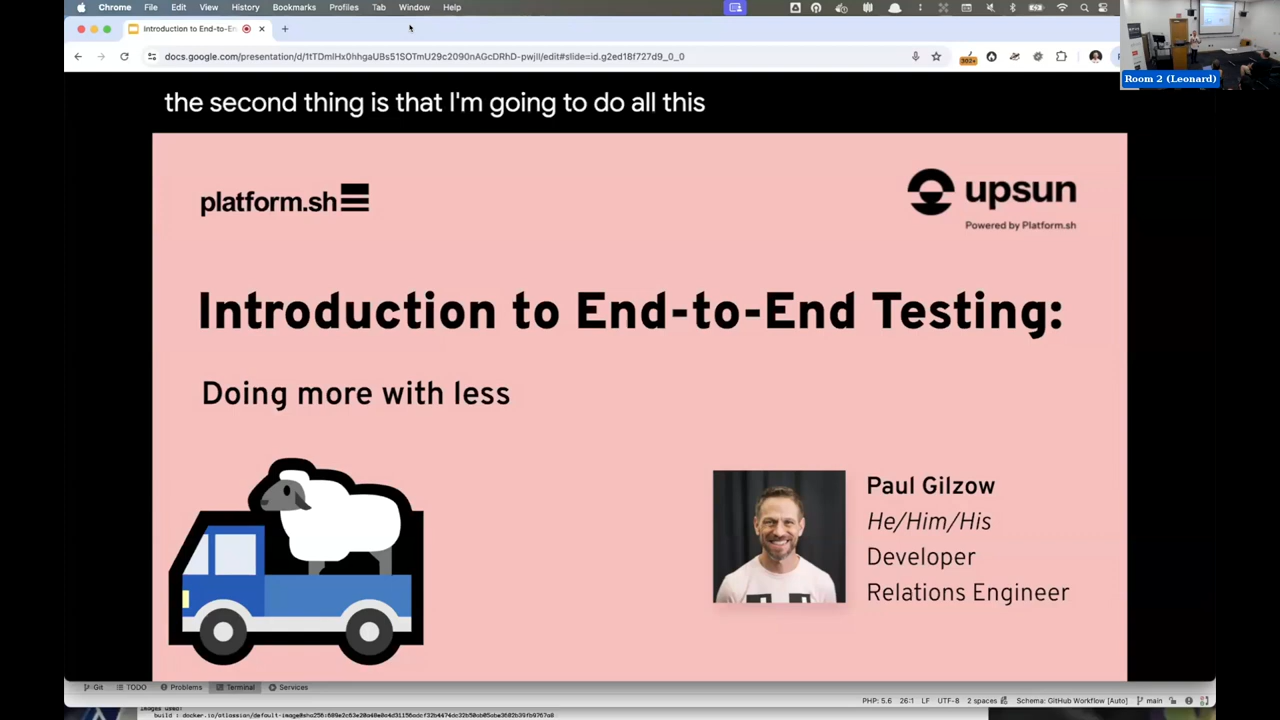 Chrome File Edit View History Bookmarks Profiles Tab Window Help
Introduction to End-to-En
docs.google.com/presentation/d/1tTDmlHx0hhgaUBs51SOTmU29c2090nAGcDRhD-pwjlI/edit#slide=id.g2ed18f727d9_0_0
Room 2 (Leonard)
the second thing is that I'm going to do all this
platform.sh
upsun
Powered by Platform.sh
Introduction to End-to-End Testing:
Doing more with less
Paul Gilzow
He/Him/His
Developer
Relations Engineer
Git TODO Problems Terminal Services
PHP: 5.6 26:1 LF UTF-8 2 spaces Schema: GitHub Workflow [Auto] main